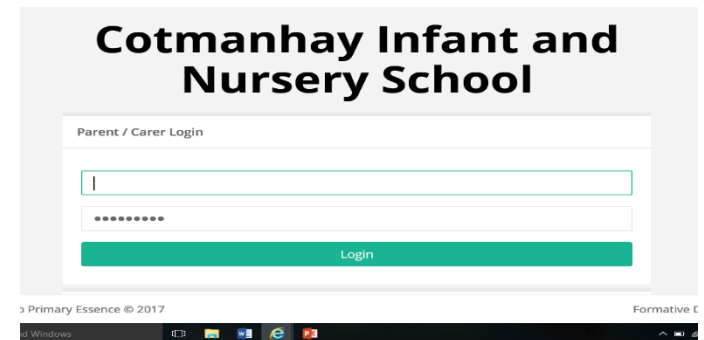 Cotmanhay Infant and
Nursery School
Parent / Carer Login
•••••••••
Login
Primary Essence © 2017
Formative
Windows